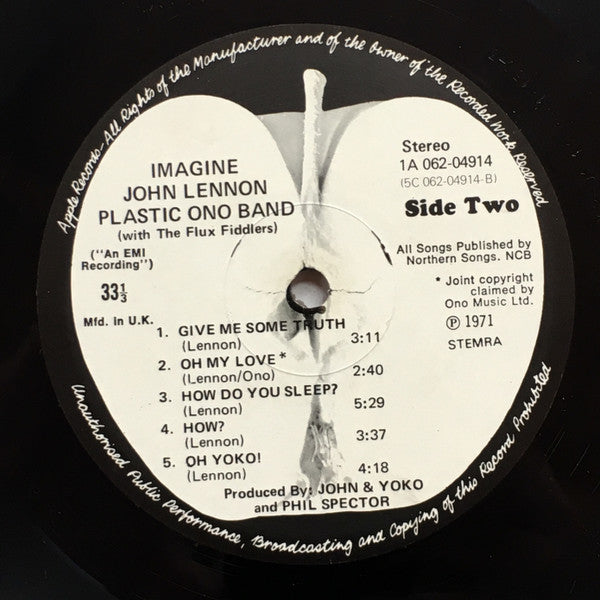 Apple Records-All Rights of the Manufacturer and of the Owner of the Recorded Work Reserved
IMAGINE
JOHN LENNON
PLASTIC ONO BAND
(with The Flux Fiddlers)
("An EMI
Recording")
33⅓
Mfd. in U.K.
Stereo
1A 062-04914
(5C 062-04914-B)
Side Two
All Songs Published by
Northern Songs. NCB
* Joint copyright
claimed by
Ono Music Ltd.
Ⓟ 1971
STEMRA
1. GIVE ME SOME TRUTH
(Lennon) 3:11
2. OH MY LOVE *
(Lennon/Ono) 2:40
3. HOW DO YOU SLEEP?
(Lennon) 5:29
4. HOW?
(Lennon) 3:37
5. OH YOKO!
(Lennon) 4:18
Produced By: JOHN & YOKO
and PHIL SPECTOR
Unauthorised Public Performance, Broadcasting and Copying of this Record Prohibited